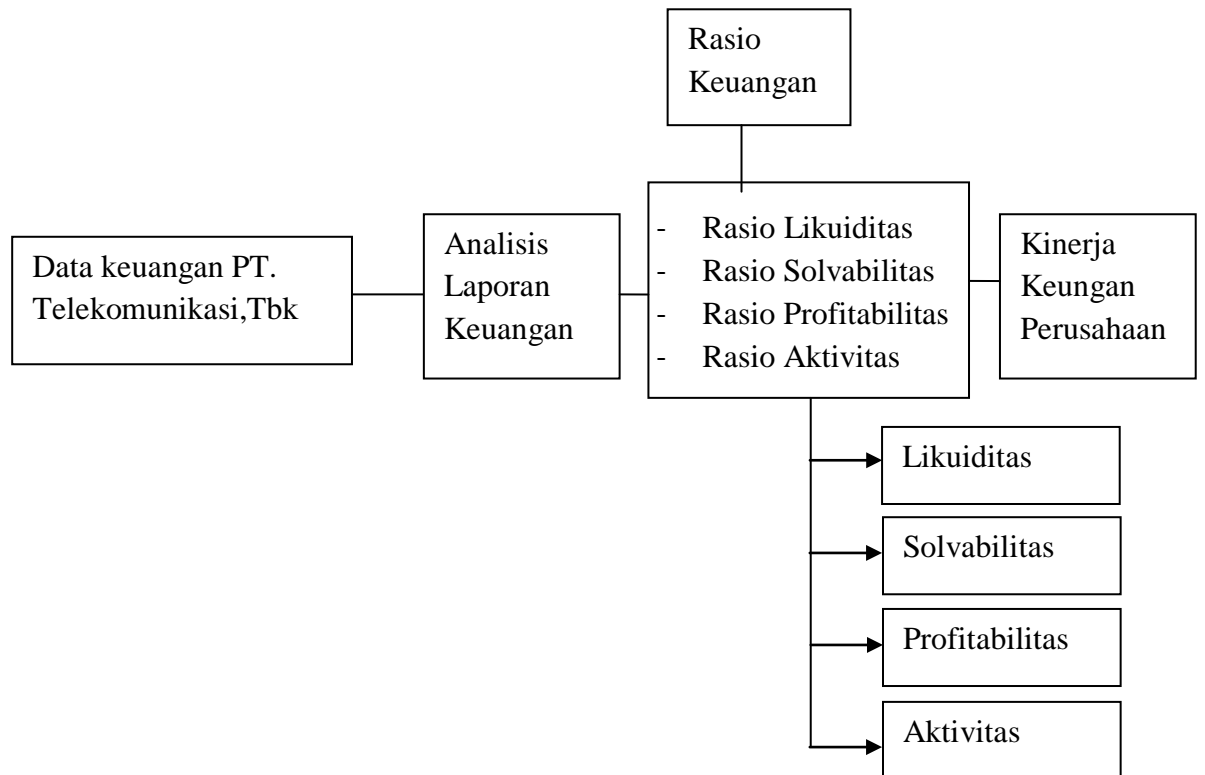 Rasio
Keuangan
Data keuangan PT.
Telekomunikasi,Tbk
Analisis
Laporan
Keuangan
- Rasio Likuiditas
- Rasio Solvabilitas
- Rasio Profitabilitas
- Rasio Aktivitas
Kinerja
Keungan
Perusahaan
Likuiditas
Solvabilitas
Profitabilitas
Aktivitas